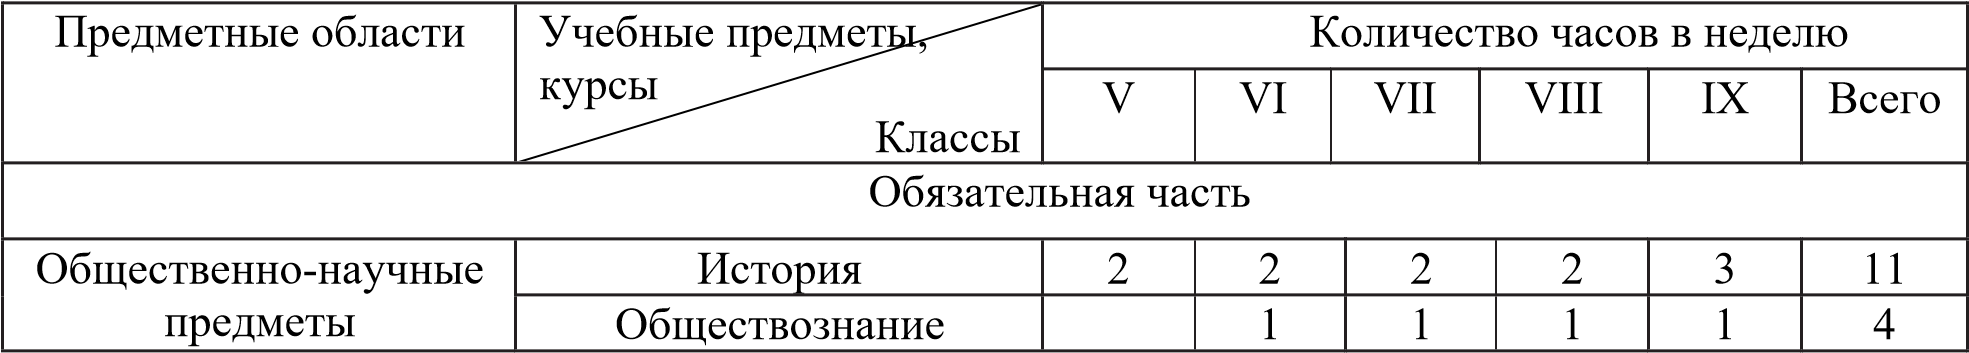 Предметные области
Учебные предметы,
курсы
Классы
Количество часов в неделю
V VI VII VIII IX Всего
Обязательная часть
Общественно-научные
предметы
История 2 2 2 2 3 11
Обществознание 1 1 1 1 4